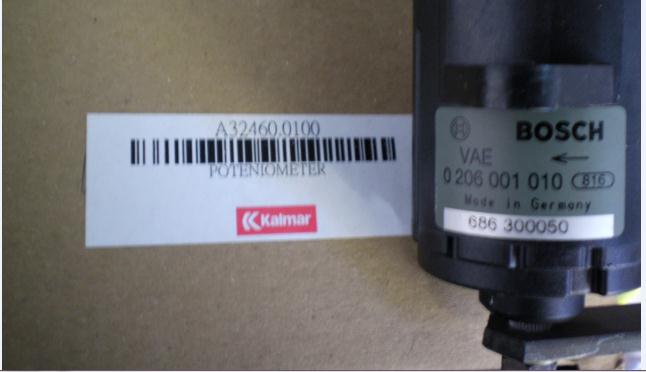 A32460.0100
POTENIOMETER
Kalmar
BOSCH
VAE
0 206 001 010 816
Made in Germany
686 300050